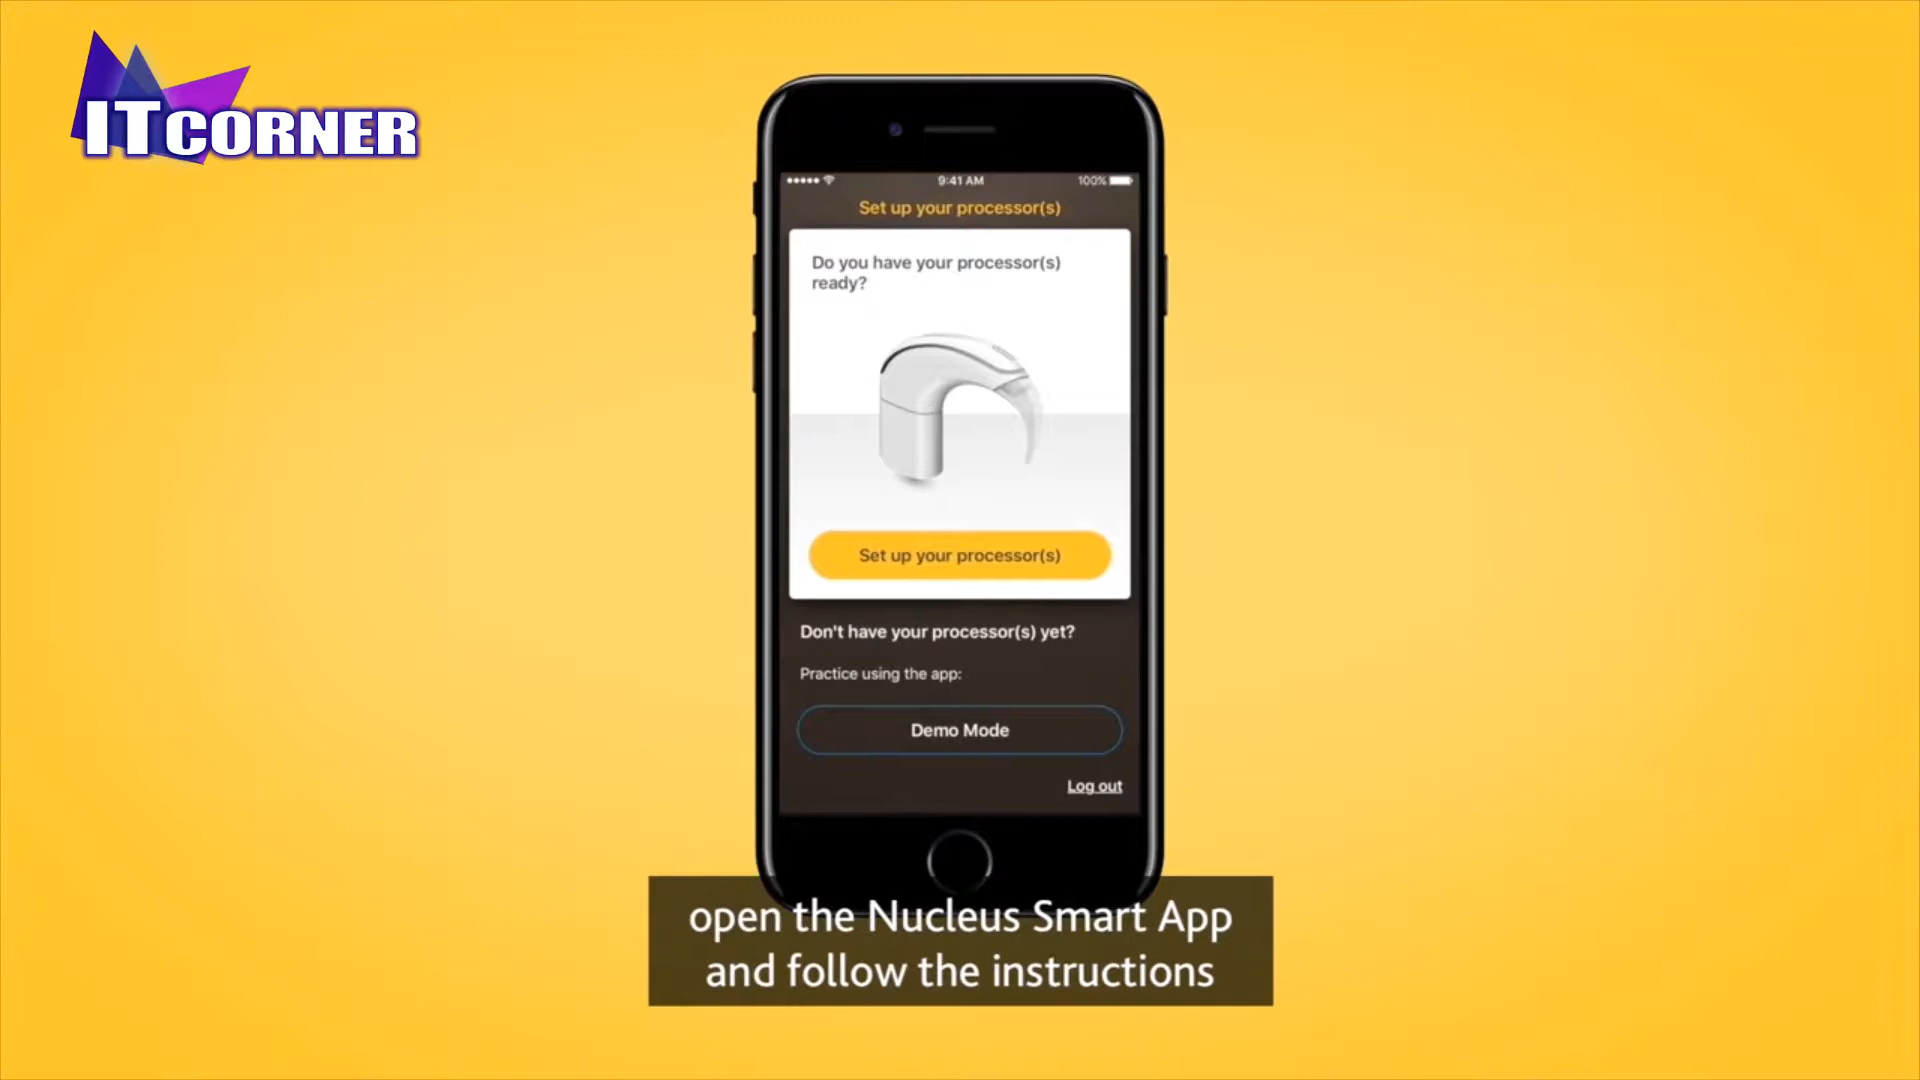 ITCORNER
9:41 AM
100%
Set up your processor(s)
Do you have your processor(s)
ready?
Set up your processor(s)
Don't have your processor(s) yet?
Practice using the app:
Demo Mode
Log out
open the Nucleus Smart App
and follow the instructions